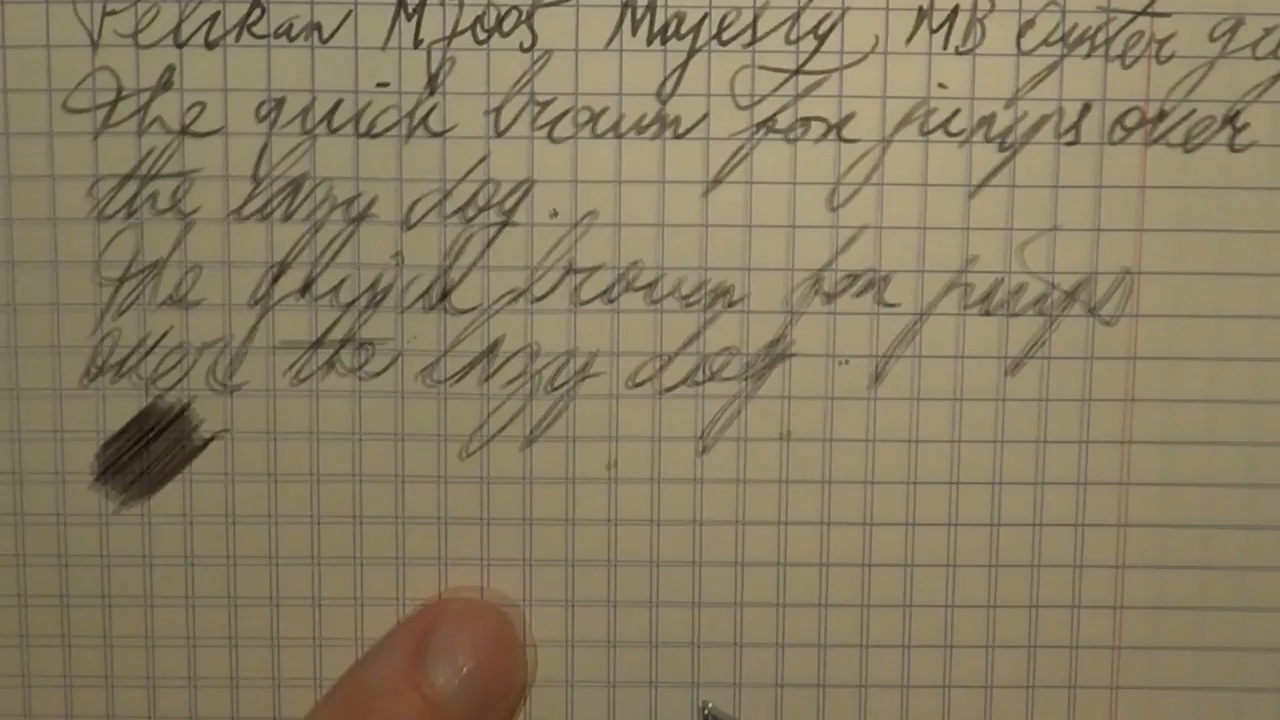 Pelikan M7005 Majesty, MB Oyster
The quick brown fox jumps over
the lazy dog.
The quick brown fox jumps
over the lazy dog.